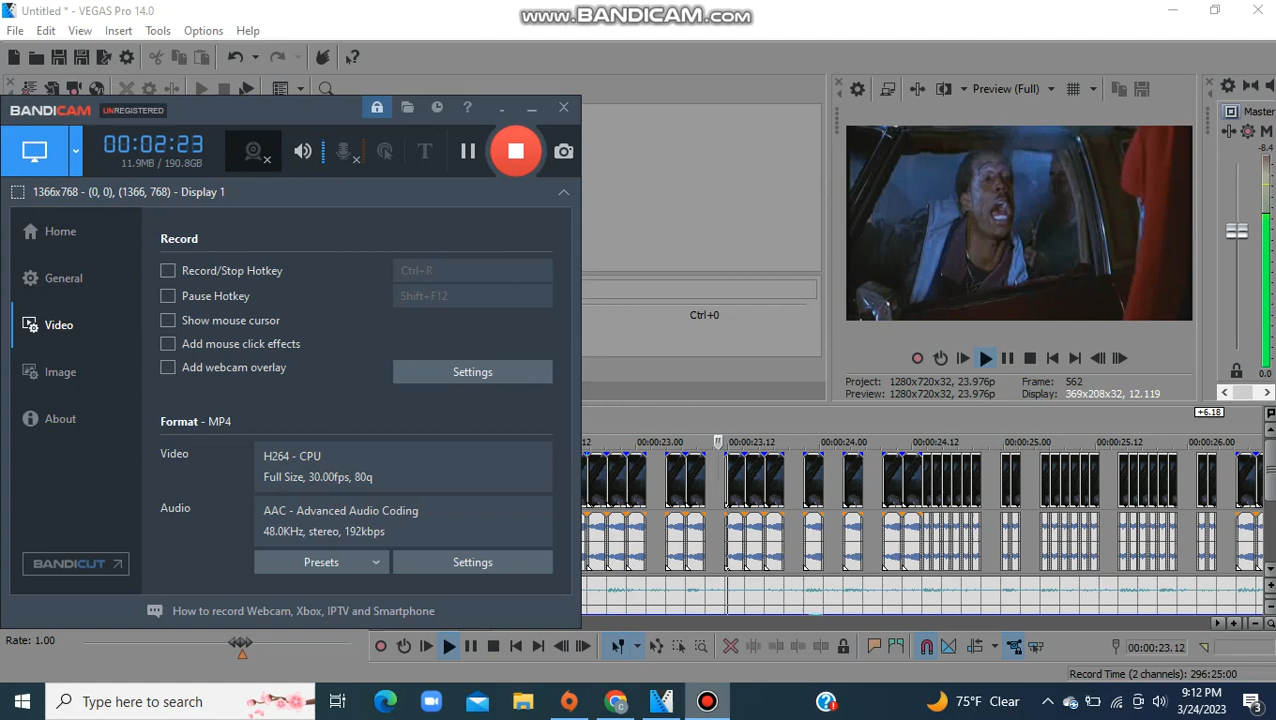 Untitled * - VEGAS Pro 14.0
www.BANDICAM.com
File Edit View Insert Tools Options Help
BANDICAM UNREGISTERED
Preview (Full)
Master
00:02:23
11.9MB / 190.8GB
-8.4
1366x768 - (0, 0), (1366, 768) - Display 1
Home
General
Video
Image
About
BANDICUT
Record
Record/Stop Hotkey Ctrl+R
Pause Hotkey Shift+F12
Show mouse cursor
Add mouse click effects
Add webcam overlay Settings
Format - MP4
Video H264 - CPU
Full Size, 30.00fps, 80q
Audio AAC - Advanced Audio Coding
48.0KHz, stereo, 192kbps
Presets Settings
How to record Webcam, Xbox, IPTV and Smartphone
Ctrl+0
Project: 1280x720x32, 23.976p Frame: 562
Preview: 1280x720x32, 23.976p Display: 369x208x32, 12.119
0.0
+6.18
:12 00:00:23.00 00:00:23.12 00:00:24.00 00:00:24.12 00:00:25.00 00:00:25.12 00:00:26.00
Rate: 1.00
00:00:23.12
Record Time (2 channels): 296:25:00
Type here to search
75°F Clear
9:12 PM
3/24/2023
3